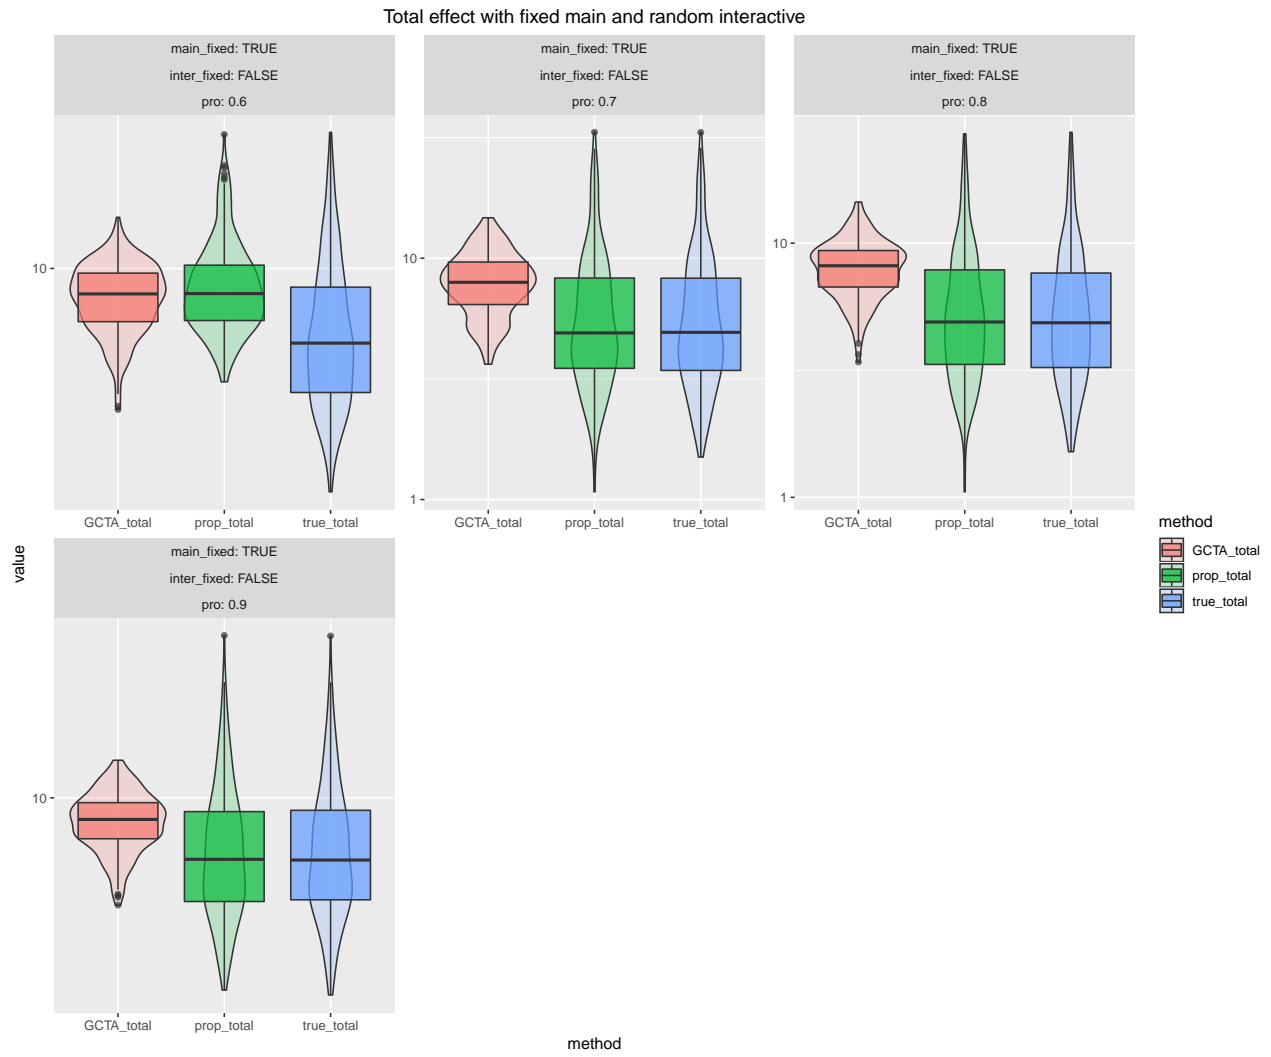 Total effect with fixed main and random interactive
main_fixed: TRUE
inter_fixed: FALSE
pro: 0.6
main_fixed: TRUE
inter_fixed: FALSE
pro: 0.7
main_fixed: TRUE
inter_fixed: FALSE
pro: 0.8
10
GCTA_total
prop_total
true_total
10
1
GCTA_total
prop_total
true_total
10
1
GCTA_total
prop_total
true_total
main_fixed: TRUE
inter_fixed: FALSE
pro: 0.9
10
GCTA_total
prop_total
true_total
value
method
method
GCTA_total
prop_total
true_total